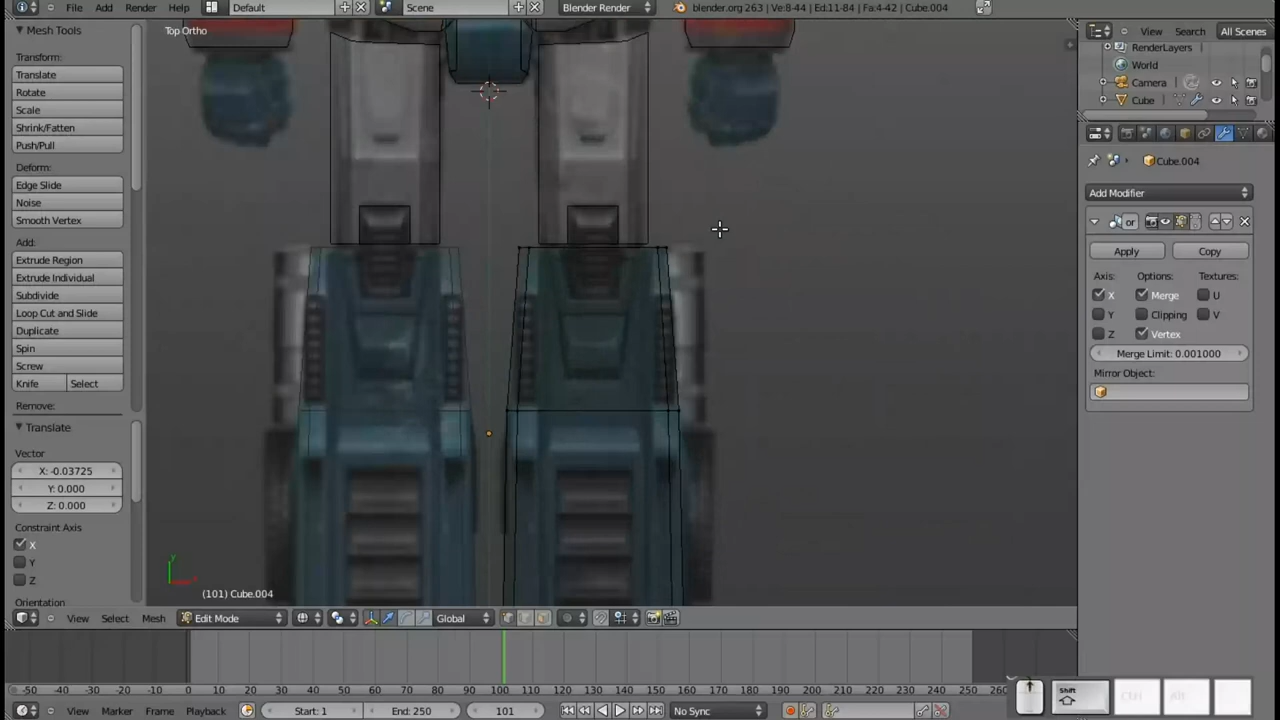 File Add Render Help Default Scene Blender Render blender.org 263 | Ve:8-44 | Ed:11-84 | Fa:4-42 | Cube.004
Mesh Tools
Transform:
Translate
Rotate
Scale
Shrink/Fatten
Push/Pull
Deform:
Edge Slide
Noise
Smooth Vertex
Add:
Extrude Region
Extrude Individual
Subdivide
Loop Cut and Slide
Duplicate
Spin
Screw
Knife Select
Remove:
Translate
Vector
X: -0.03725
Y: 0.000
Z: 0.000
Constraint Axis
X
Y
Z
Orientation
Top Ortho
(101) Cube.004
View Select Mesh Edit Mode Global
View Search All Scenes
RenderLayers
World
Camera
Cube
Cube.004
Add Modifier
or
Apply Copy
Axis: Options: Textures:
X Merge U
Y Clipping V
Z Vertex
Merge Limit: 0.001000
Mirror Object:
-50 -40 -30 -20 -10 0 10 20 30 40 50 60 70 80 90 100 110 120 130 140 150 160 170 180 190 200 210 220 230 240 250 260
View Marker Frame Playback Start: 1 End: 250 101 No Sync
Shift Ctrl Alt